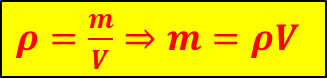 ρ = m/V ⇒ m = ρV